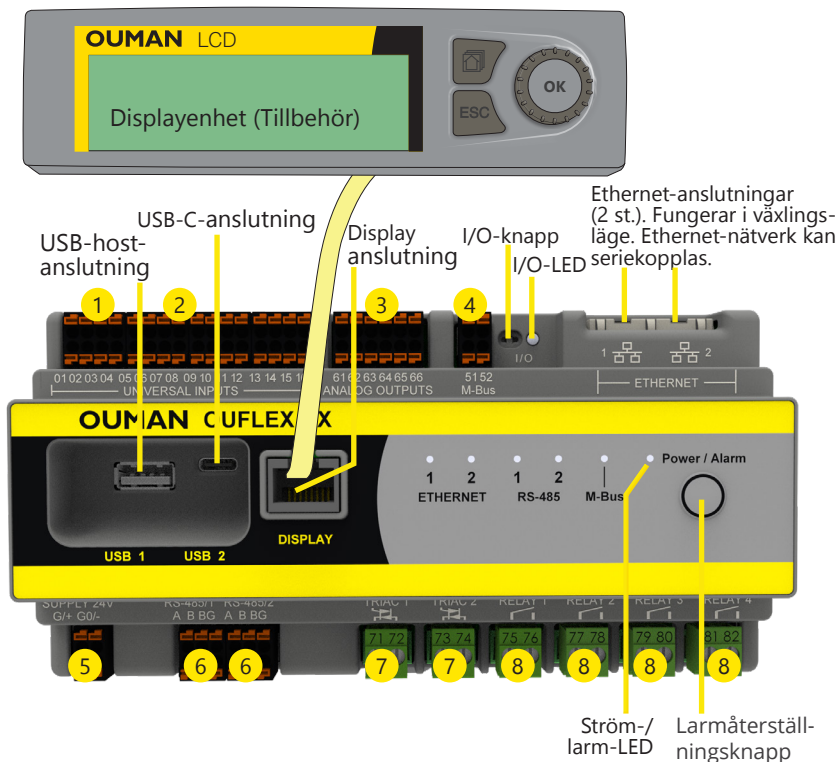 OUMAN LCD
Displayenhet (Tillbehör)
ESC
OK
USB-host-
anslutning
USB-C-anslutning
Display
anslutning
I/O-knapp
I/O-LED
Ethernet-anslutningar
(2 st.). Fungerar i växlings-
läge. Ethernet-nätverk kan
seriekopplas.
1
2
3
4
I/O
1
2
01 02 03 04 05 06 07 08 09 10 11 12 13 14 15
61 62 63 64 65 66
51 52
UNIVERSAL INPUTS
ANALOG OUTPUTS
M-Bus
ETHERNET
OUMAN
USB 1
USB 2
DISPLAY
1 2 1 2
ETHERNET RS-485 M-Bus
Power / Alarm
SUPPLY 24V RS-485/1 RS-485/2 TRIAC 1 TRIAC 2 RELAY 1 RELAY 2 RELAY 3 RELAY 4
G/+ G0/- A B BG A B BG
71 72 73 74 75 76 77 78 79 80 81 82
5 6 6 7 7 8 8 8 8
Ström-/
larm-LED
Larmåterställ-
ningsknapp